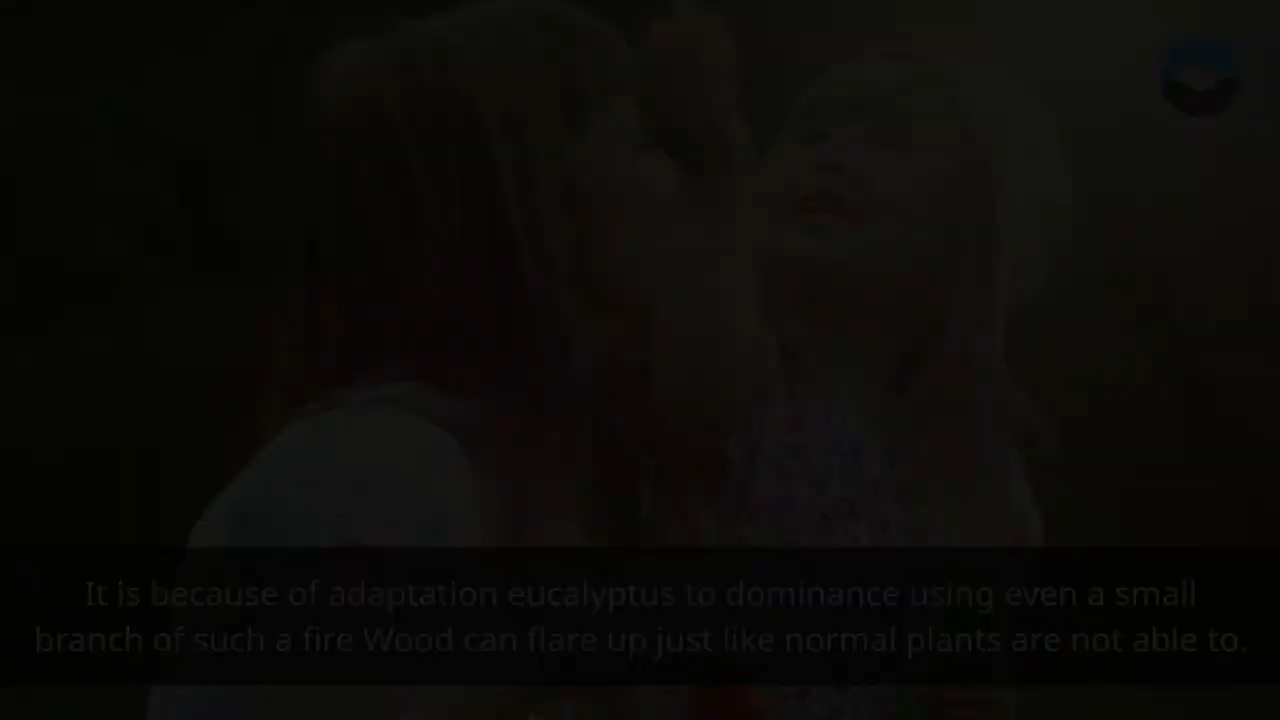 It is because of adaptation eucalyptus to dominance using even a small
branch of such a fire Wood can flare up just like normal plants are not able to.